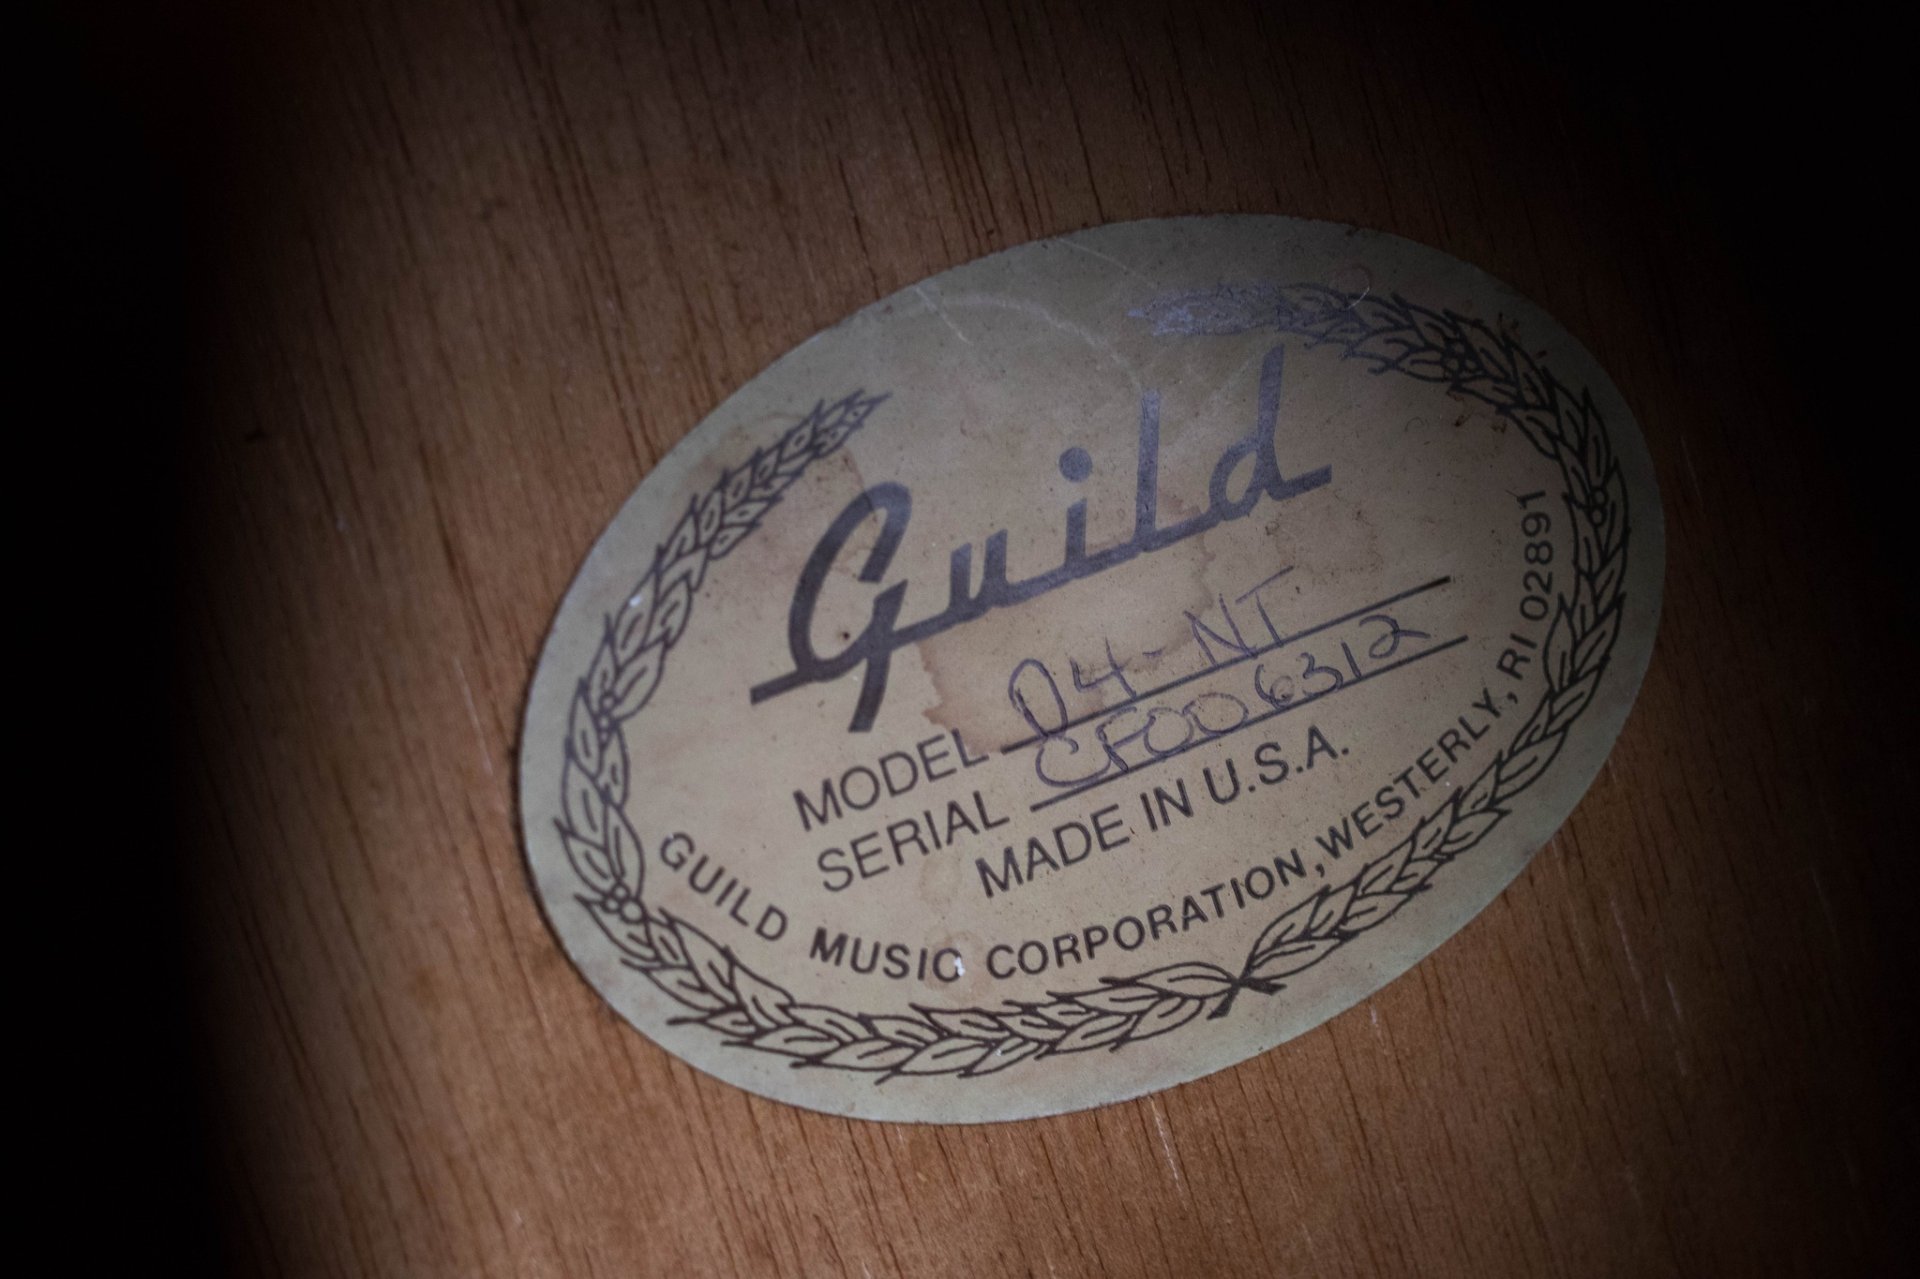 Guild
MODEL D4-NT
SERIAL CF006312
MADE IN U.S.A.
GUILD MUSIC CORPORATION, WESTERLY, RI 02891